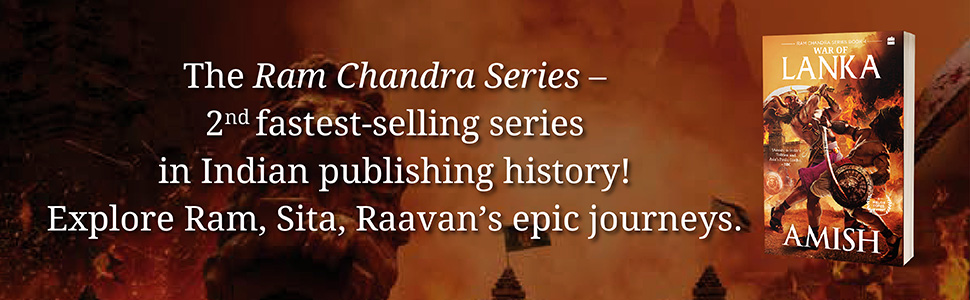 The Ram Chandra Series –
2nd fastest-selling series
in Indian publishing history!
Explore Ram, Sita, Raavan’s epic journeys.
RAM CHANDRA SERIES BOOK 4
WAR OF
LANKA
AMISH